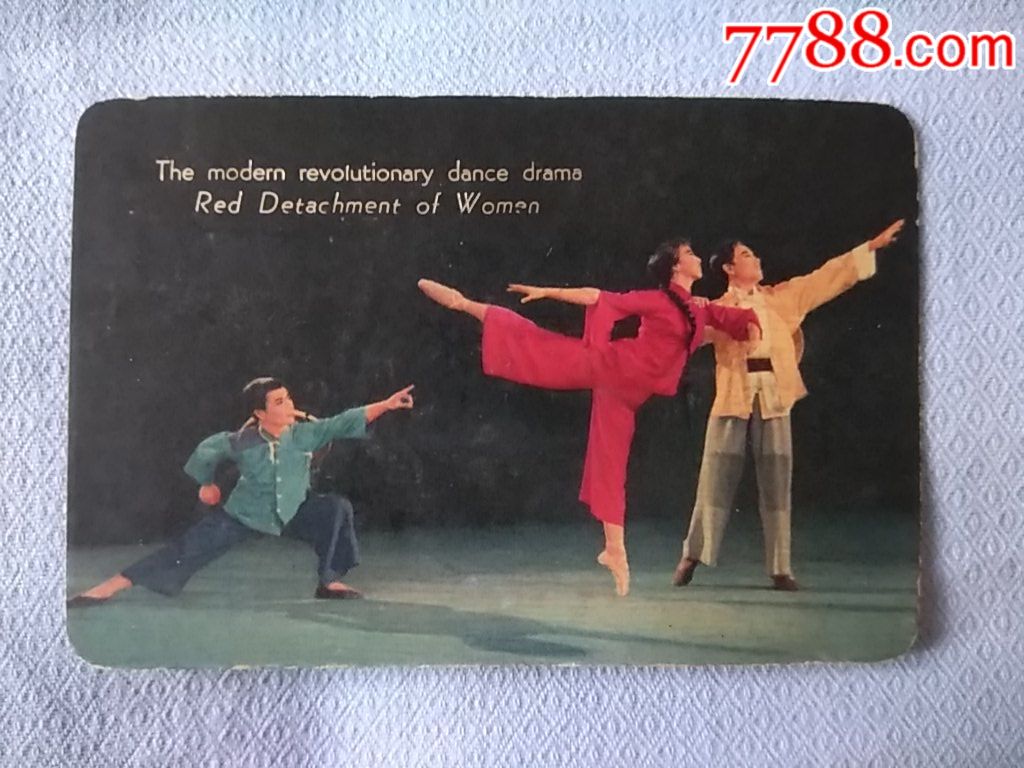 7788.com
The modern revolutionary dance drama
Red Detachment of Women